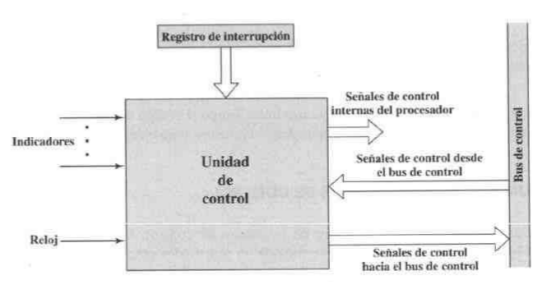 Registro de interrupción
Señales de control
internas del procesador
Indicadores
Unidad
de
control
Señales de control desde
el bus de control
Bus de control
Reloj
Señales de control
hacia el bus de control